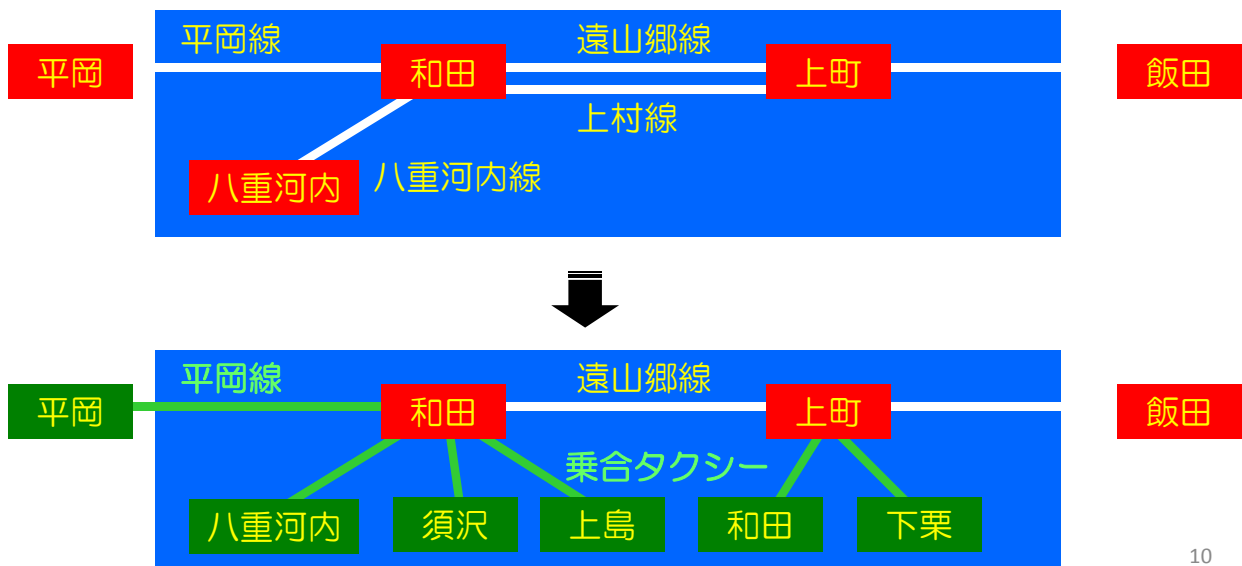 平岡線
遠山郷線
平岡
和田
上町
飯田
上村線
八重河内
八重河内線
平岡線
遠山郷線
平岡
和田
上町
飯田
乗合タクシー
八重河内
須沢
上島
和田
下栗
10